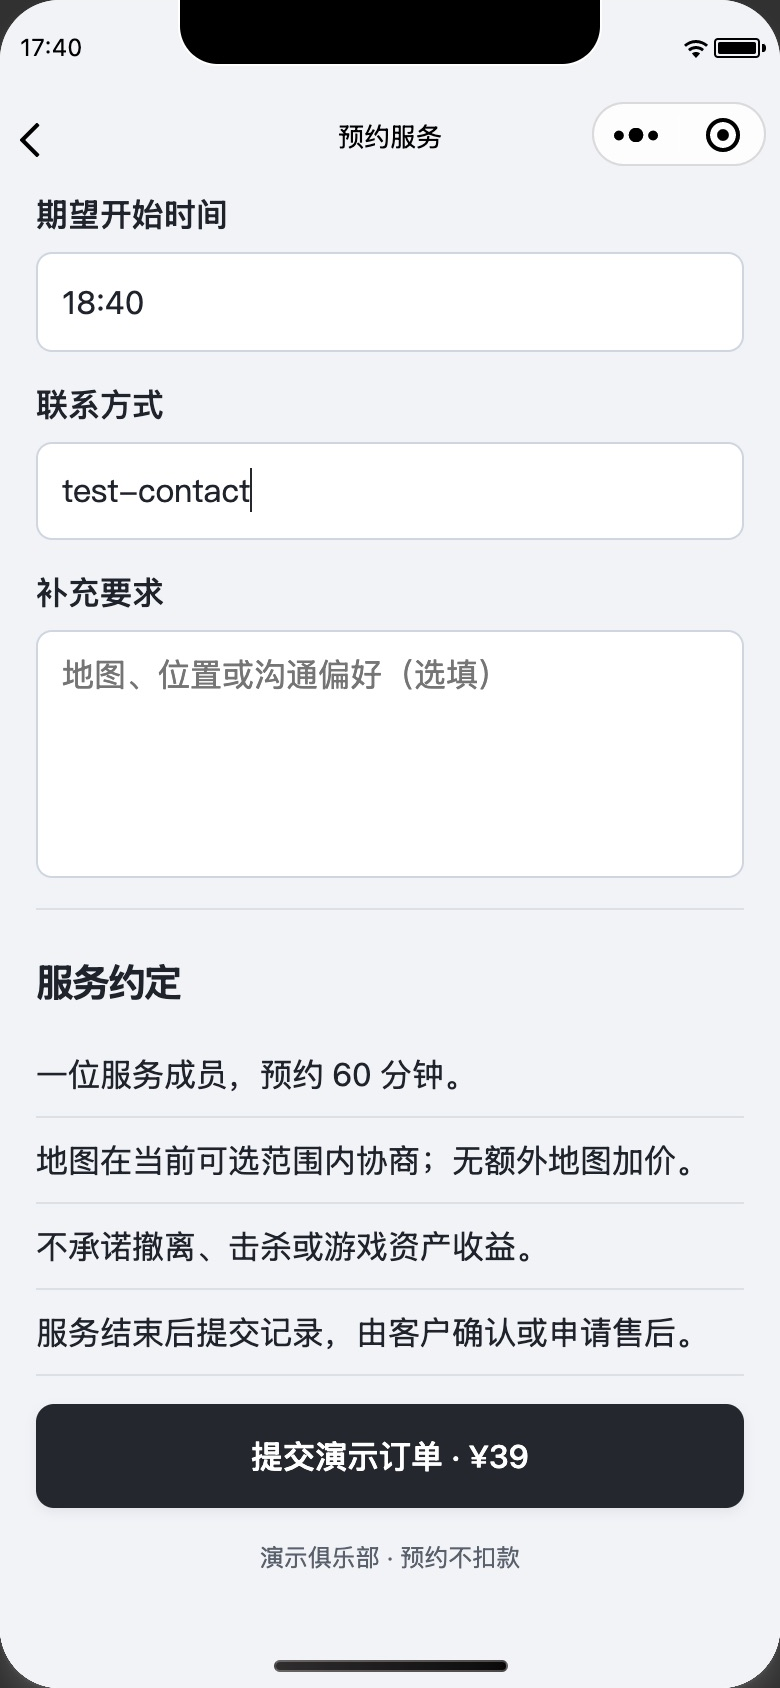 17:40
预约服务
期望开始时间
18:40
联系方式
test-contact
补充要求
地图、位置或沟通偏好（选填）
服务约定
一位服务成员，预约 60 分钟。
地图在当前可选范围内协商；无额外地图加价。
不承诺撤离、击杀或游戏资产收益。
服务结束后提交记录，由客户确认或申请售后。
提交演示订单 · ¥39
演示俱乐部 · 预约不扣款